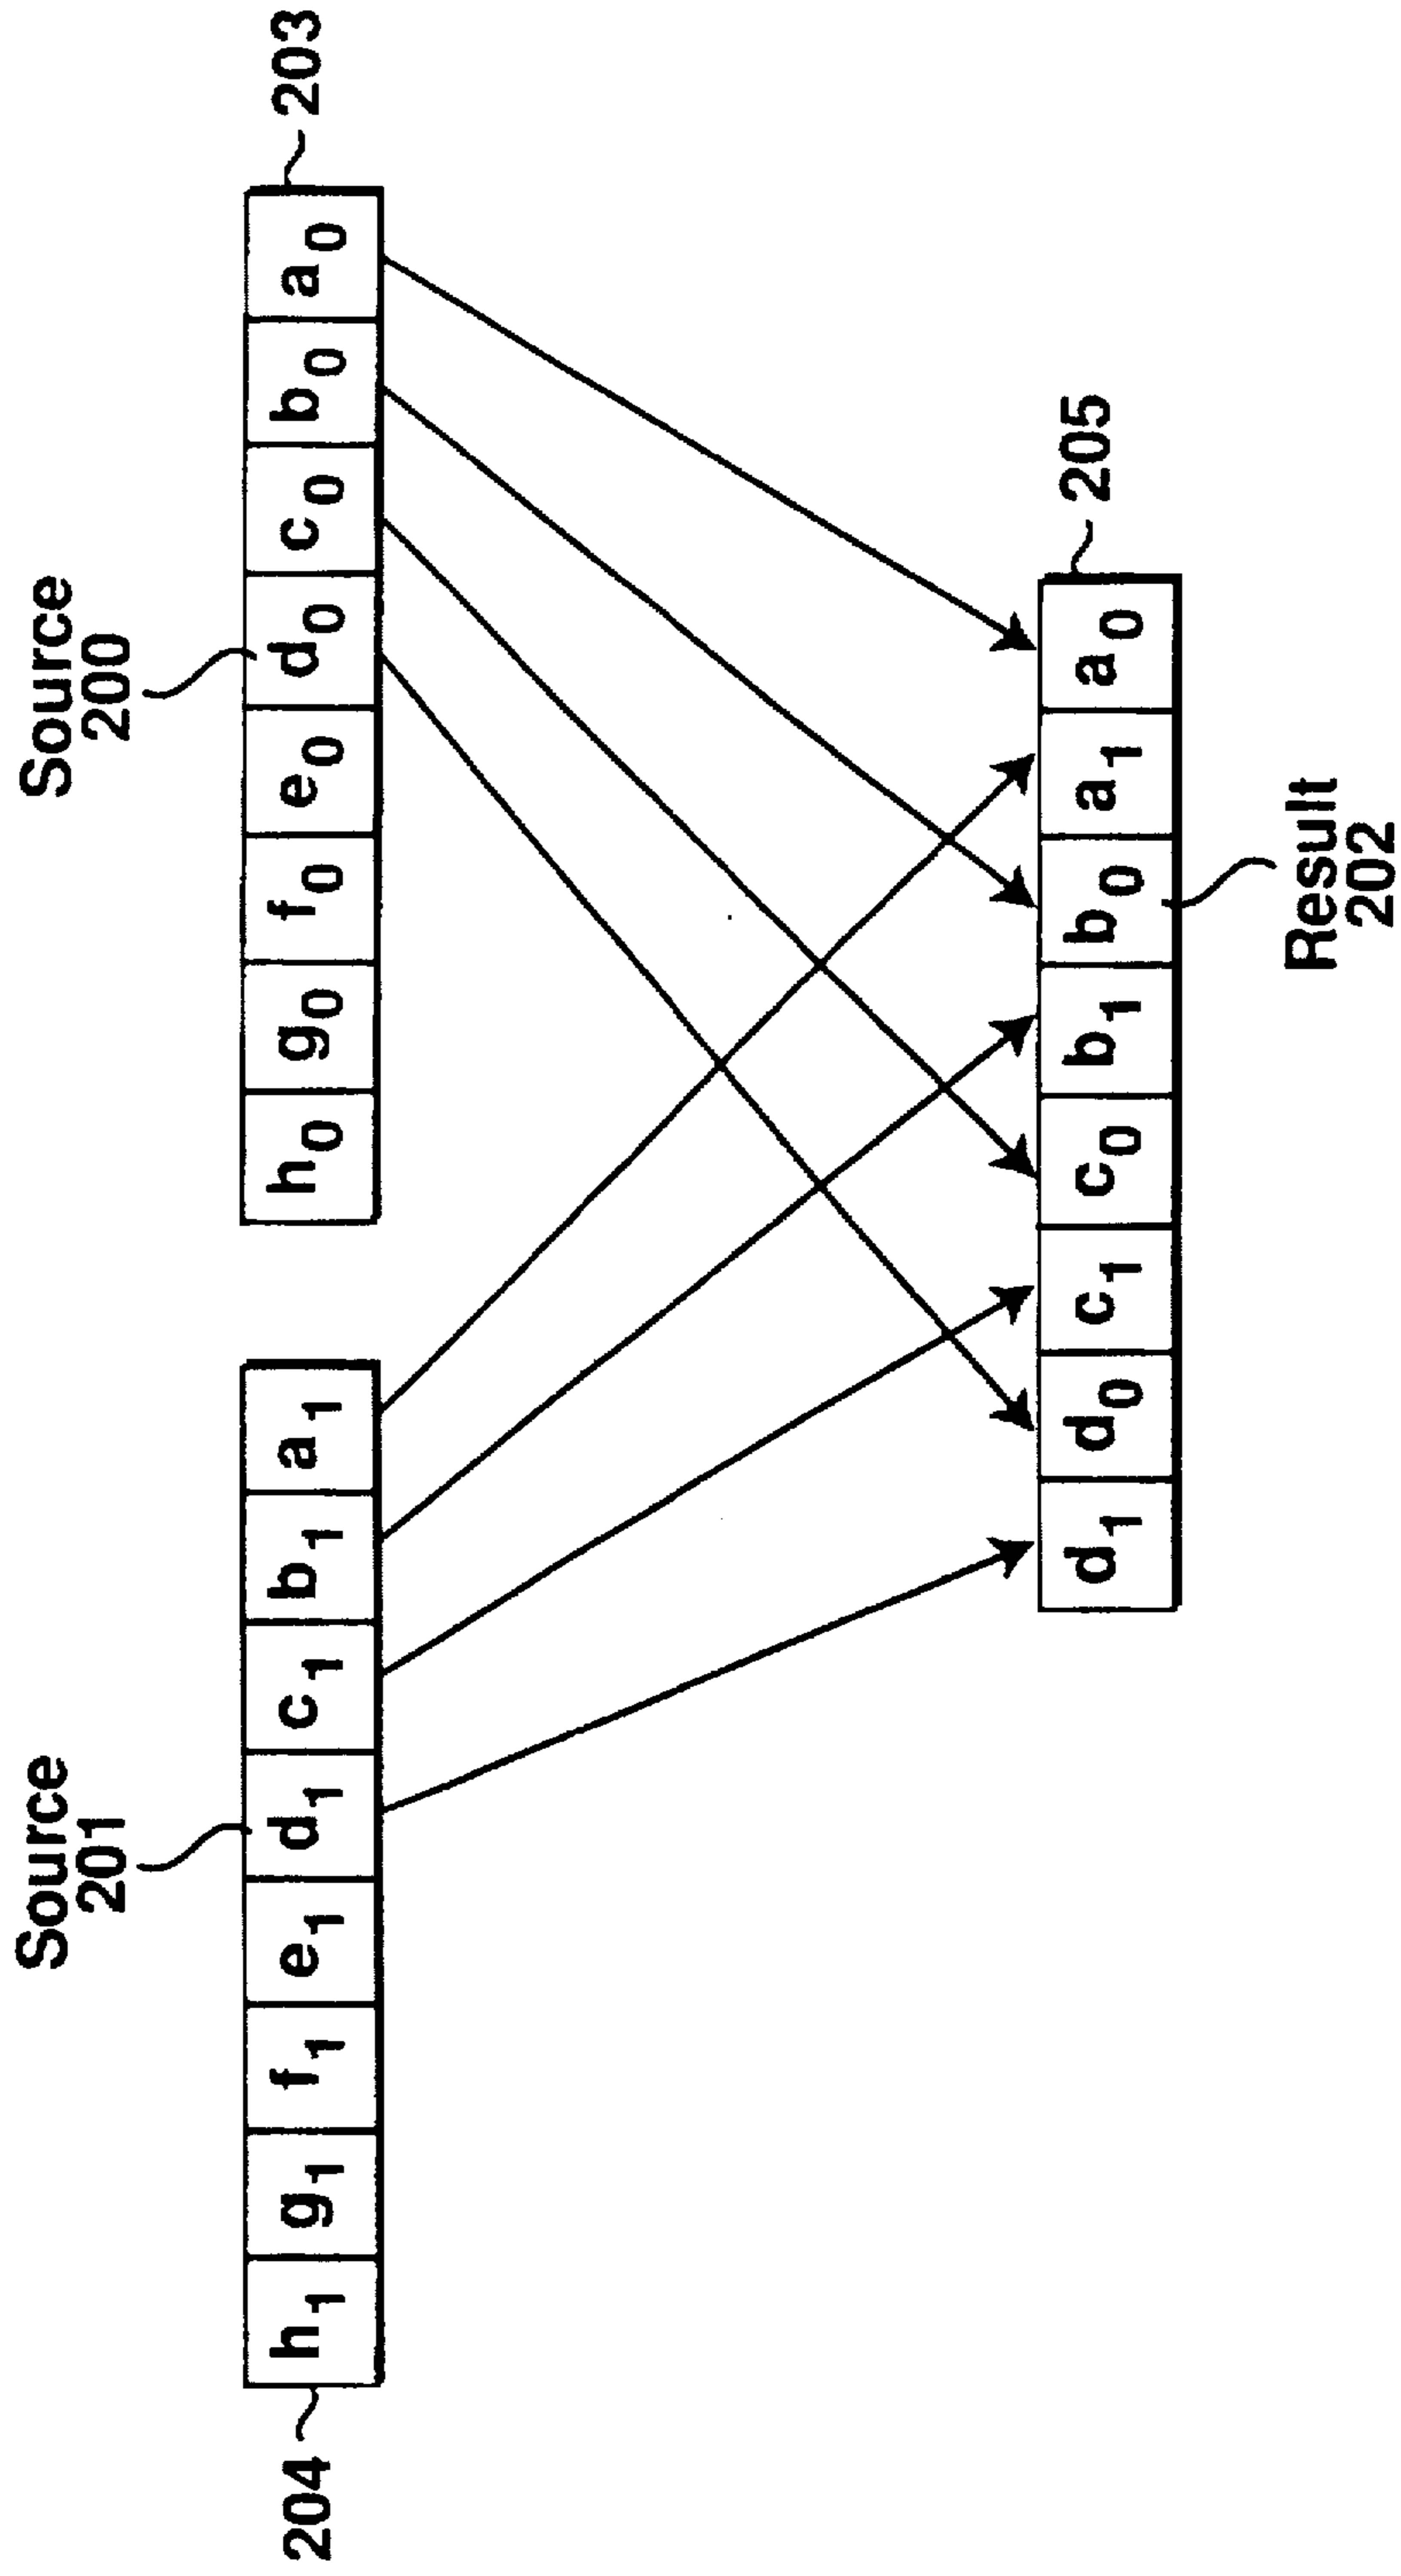 Source Source
201 200
204 h₁ g₁ f₁ e₁ d₁ c₁ b₁ a₁ h₀ g₀ f₀ e₀ d₀ c₀ b₀ a₀ 203
d₁ d₀ c₁ c₀ b₁ b₀ a₁ a₀ 205
Result
202